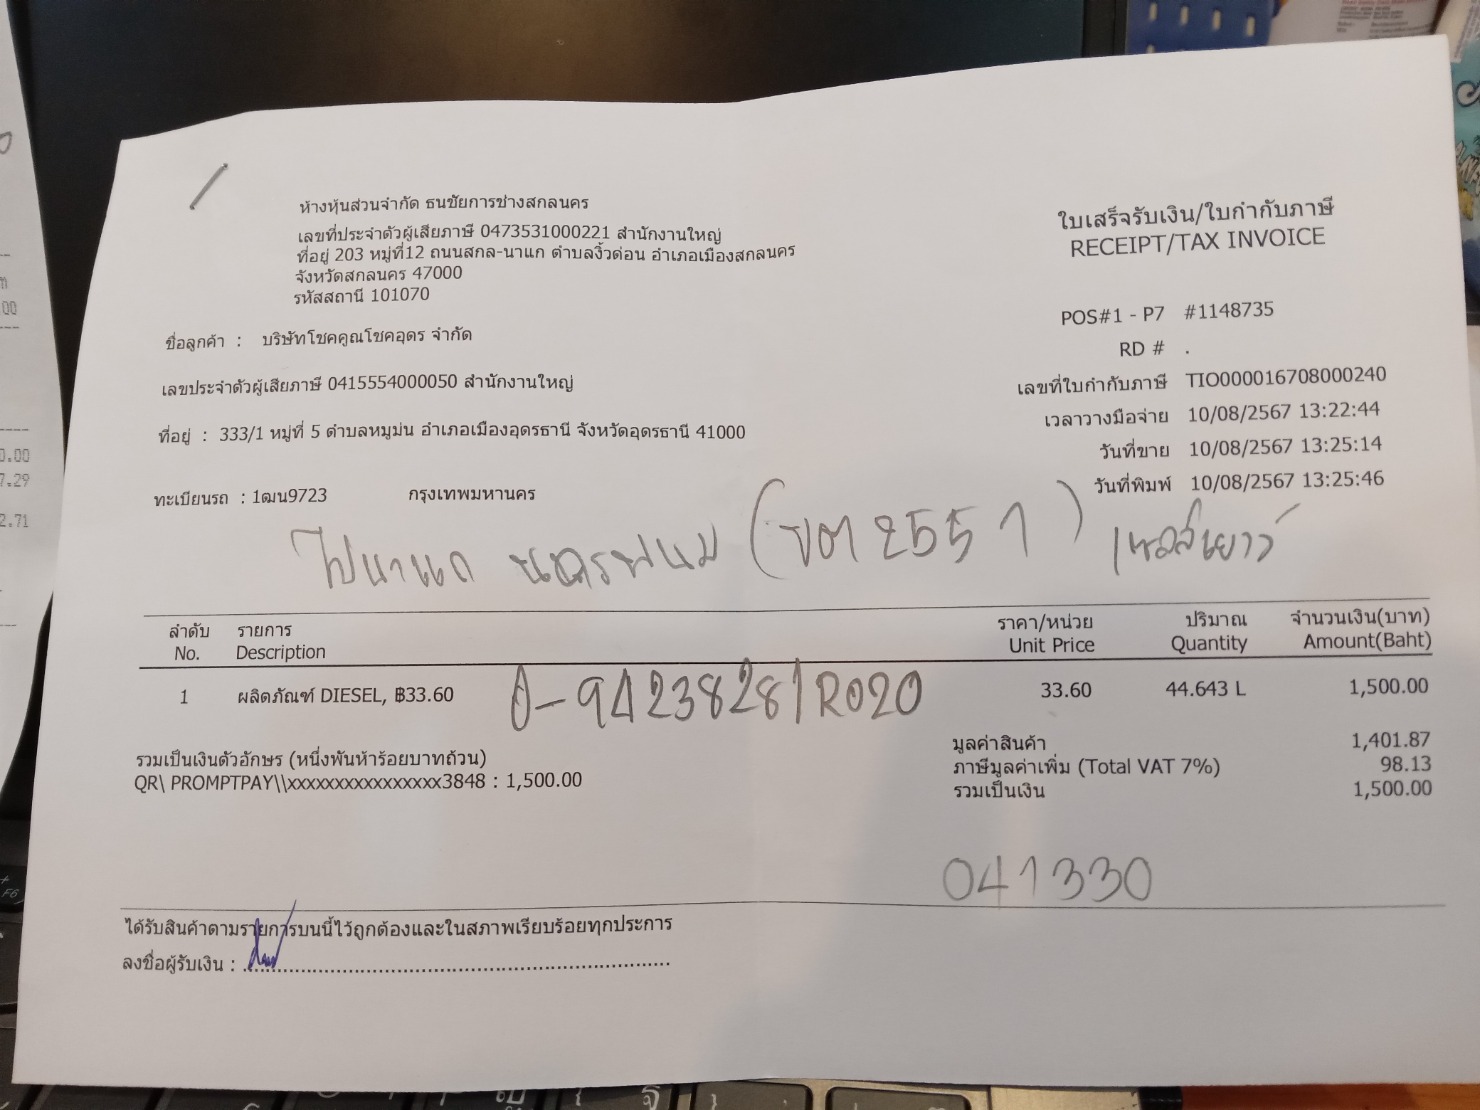 ห้างหุ้นส่วนจำกัด ธนชัยการช่างสกลนคร
เลขที่ประจำตัวผู้เสียภาษี 0473531000221 สำนักงานใหญ่
ที่อยู่ 203 หมู่ที่12 ถนนสกล-นาแก ตำบลงิ้วด่อน อำเภอเมืองสกลนคร
จังหวัดสกลนคร 47000
รหัสสถานี 101070
ใบเสร็จรับเงิน/ใบกำกับภาษี
RECEIPT/TAX INVOICE
POS#1 - P7 #1148735
RD # .
เลขที่ใบกำกับภาษี TIO000016708000240
เวลาวางมือจ่าย 10/08/2567 13:22:44
วันที่ขาย 10/08/2567 13:25:14
วันที่พิมพ์ 10/08/2567 13:25:46
ชื่อลูกค้า : บริษัทโชคคูณโชคอุดร จำกัด
เลขประจำตัวผู้เสียภาษี 0415554000050 สำนักงานใหญ่
ที่อยู่ : 333/1 หมู่ที่ 5 ตำบลหมูม่น อำเภอเมืองอุดรธานี จังหวัดอุดรธานี 41000
ทะเบียนรถ : 1ฒน9723 กรุงเทพมหานคร
ไปนาแก นครพนม
ลำดับ รายการ ราคา/หน่วย ปริมาณ จำนวนเงิน(บาท)
No. Description Unit Price Quantity Amount(Baht)
1 ผลิตภัณฑ์ DIESEL, ฿33.60 33.60 44.643 L 1,500.00
0-94238281R020
รวมเป็นเงินตัวอักษร (หนึ่งพันห้าร้อยบาทถ้วน)
QR\ PROMPTPAY\\xxxxxxxxxxxxxxxx3848 : 1,500.00
มูลค่าสินค้า 1,401.87
ภาษีมูลค่าเพิ่ม (Total VAT 7%) 98.13
รวมเป็นเงิน 1,500.00
041330
ได้รับสินค้าตามรายการบนนี้ไว้ถูกต้องและในสภาพเรียบร้อยทุกประการ
ลงชื่อผู้รับเงิน :